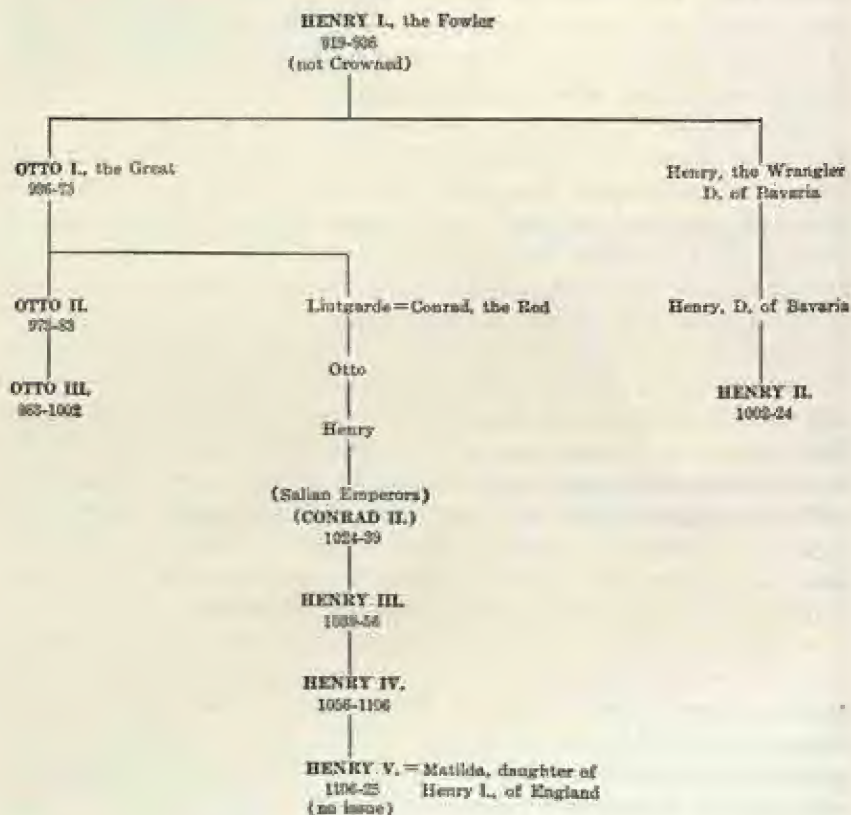 HENRY I., the Fowler
919-936
(not Crowned)
OTTO I., the Great
936-73
Henry, the Wrangler
D. of Bavaria
OTTO II.
973-83
Liutgarde=Conrad, the Red
Henry, D. of Bavaria
Otto
OTTO III.
983-1002
HENRY II.
1002-24
Henry
(Salian Emperors)
(CONRAD II.)
1024-39
HENRY III.
1039-56
HENRY IV.
1056-1106
HENRY V.=Matilda, daughter of
1106-25 Henry I., of England
(no issue)